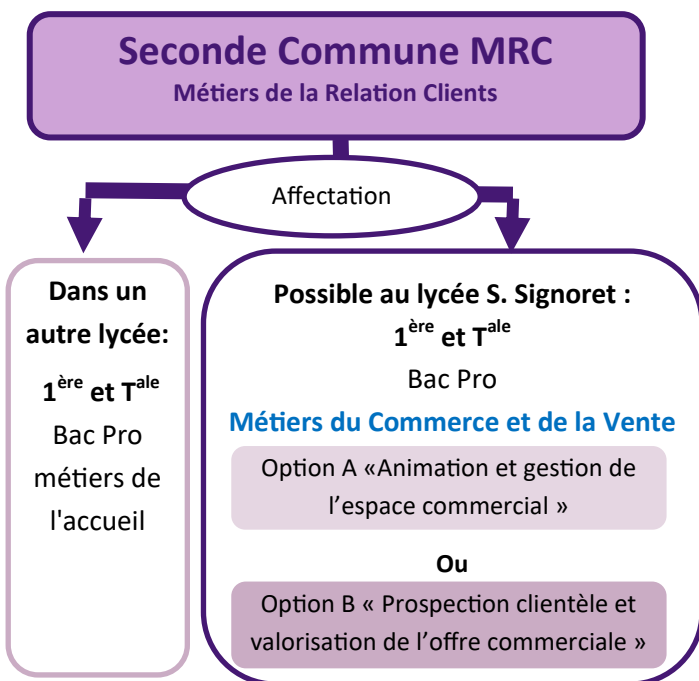 Seconde Commune MRC
Métiers de la Relation Clients
Affectation
Dans un
autre lycée:
1ère et Tale
Bac Pro
métiers de
l'accueil
Possible au lycée S. Signoret :
1ère et Tale
Bac Pro
Métiers du Commerce et de la Vente
Option A «Animation et gestion de
l’espace commercial »
Ou
Option B « Prospection clientèle et
valorisation de l’offre commerciale »